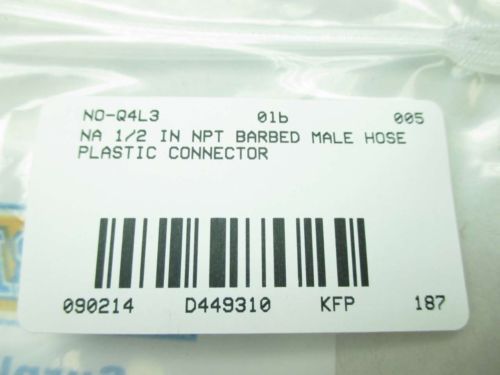 NO-Q4L3 01b 005
NA 1/2 IN NPT BARBED MALE HOSE
PLASTIC CONNECTOR
090214 D449310 KFP 187